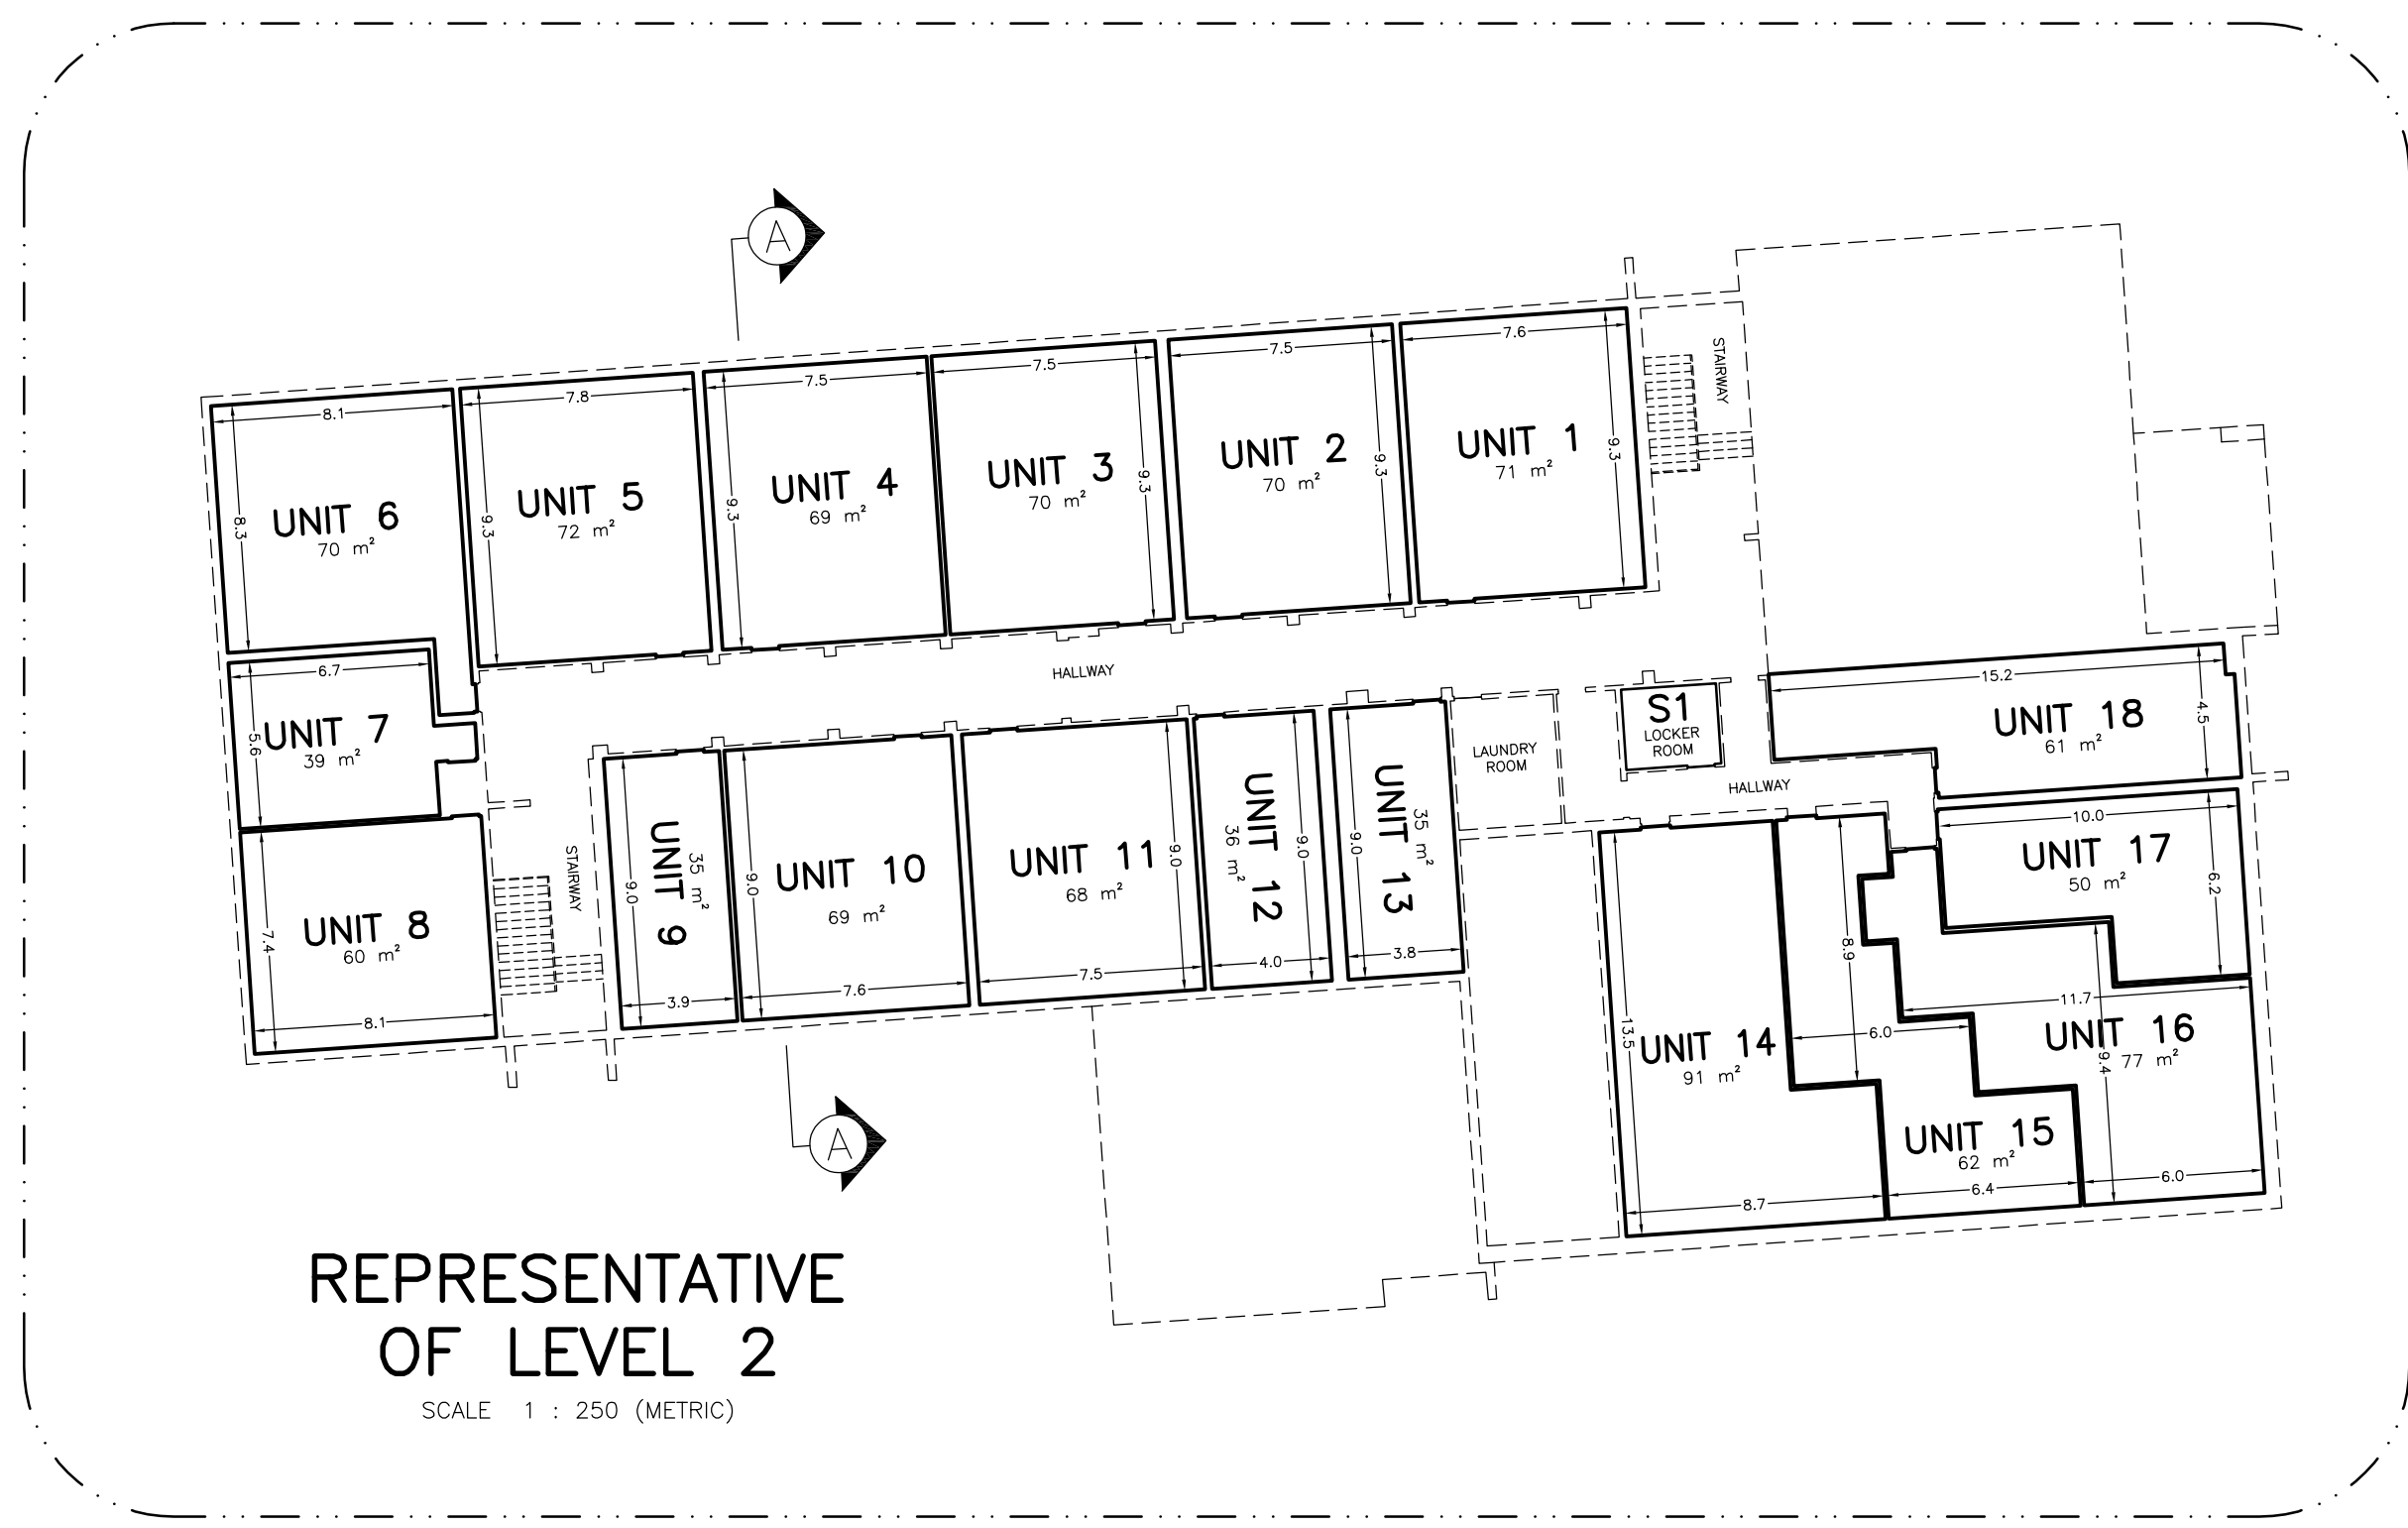 A
STAIRWAY
7.6
9.3
UNIT 1
71 m²
7.5
9.3
UNIT 2
70 m²
7.5
9.3
UNIT 3
70 m²
7.5
9.3
UNIT 4
69 m²
7.8
9.3
UNIT 5
72 m²
8.1
8.3
UNIT 6
70 m²
HALLWAY
6.7
5.6
UNIT 7
39 m²
7.4
UNIT 8
60 m²
8.1
STAIRWAY
UNIT 9
35 m²
9.0
3.9
9.0
UNIT 10
69 m²
7.6
UNIT 11
68 m²
9.0
7.5
UNIT 12
36 m²
9.0
4.0
UNIT 13
35 m²
9.0
3.8
LAUNDRY
ROOM
S1
LOCKER
ROOM
HALLWAY
15.2
4.5
UNIT 18
61 m²
10.0
6.2
UNIT 17
50 m²
11.7
UNIT 16
77 m²
9.4
6.0
8.9
6.0
UNIT 15
62 m²
6.4
13.5
UNIT 14
91 m²
8.7
A
REPRESENTATIVE
OF LEVEL 2
SCALE 1 : 250 (METRIC)